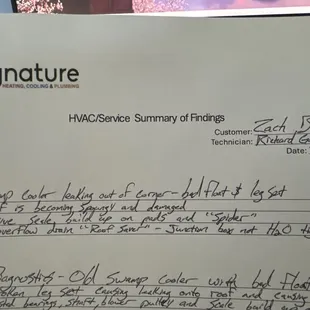 gnature
HEATING, COOLING & PLUMBING
HVAC/Service Summary of Findings
Customer: Zach
Technician: Richard
Date:
cooler leaking out of corner - bad float & leg set
is becoming spongy and damaged
Scale build up on pads and "Spider"
overflow drain "Roof Saver" - Junction box not H2O
Diagnostics - Old Swamp cooler with bad Float
leg set causing leaking onto roof and causing
bearings, shaft, blower pulley and scale build